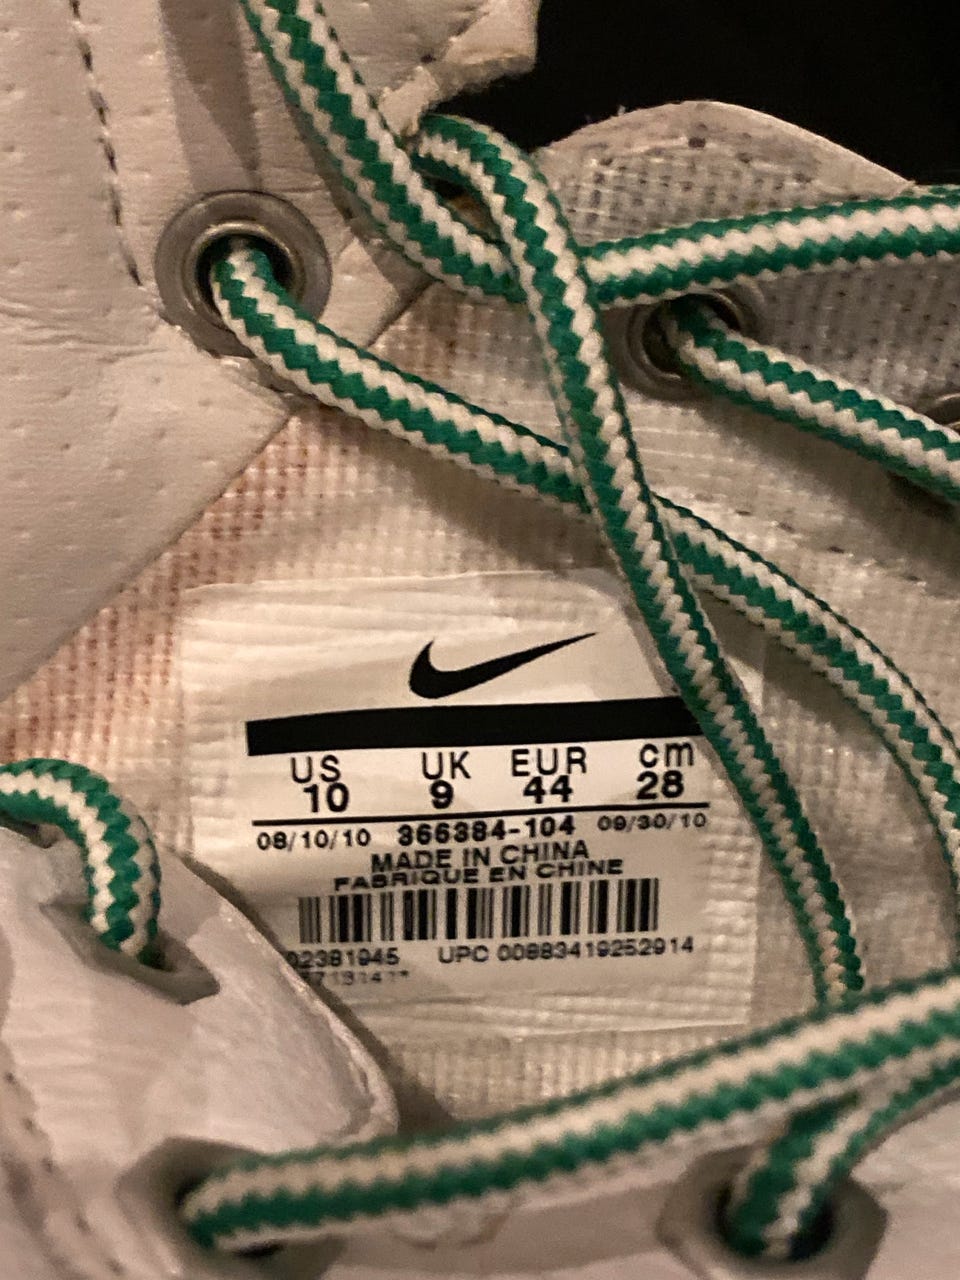 US UK EUR cm
10 9 44 28
08/10/10 366384-104 09/30/10
MADE IN CHINA
FABRIQUE EN CHINE
02381945 UPC 00883419252914